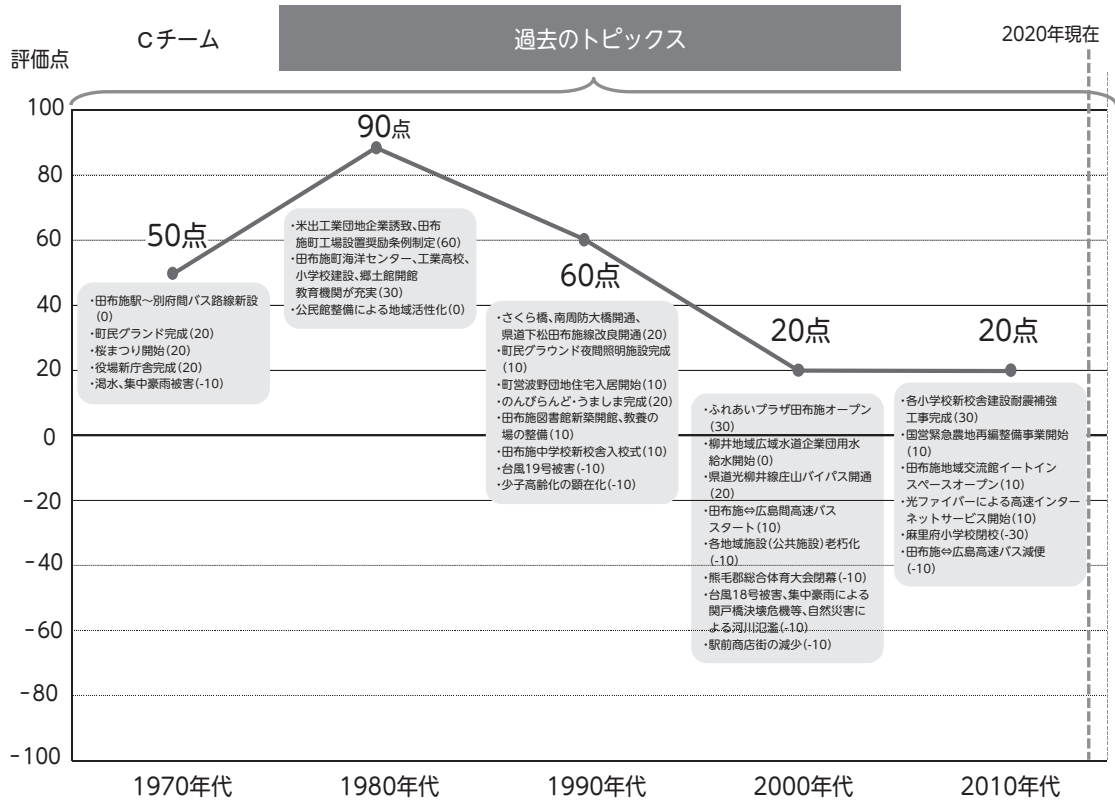 Cチーム
過去のトピックス
2020年現在
評価点
100
80
60
40
20
0
-20
-40
-60
-80
-100
50点
・田布施駅～別府間バス路線新設
(0)
・町民グランド完成(20)
・桜まつり開始(20)
・役場新庁舎完成(20)
・渇水、集中豪雨被害(-10)
90点
・米出工業団地企業誘致、田布
施町工場設置奨励条例制定(60)
・田布施町海洋センター、工業高校、
小学校建設、郷土館開館
教育機関が充実(30)
・公民館整備による地域活性化(0)
60点
・さくら橋、南周防大橋開通、
県道下松田布施線改良開通(20)
・町民グラウンド夜間照明施設完成
(10)
・町営波野団地住宅入居開始(10)
・のんびらんど・うましま完成(20)
・田布施図書館新築開館、教養の
場の整備(10)
・田布施中学校新校舎入校式(10)
・台風19号被害(-10)
・少子高齢化の顕在化(-10)
20点
・ふれあいプラザ田布施オープン
(30)
・柳井地域広域水道企業団用水
給水開始(0)
・県道光柳井線庄山バイパス開通
(20)
・田布施⇔広島間高速バス
スタート(10)
・各地域施設(公共施設)老朽化
(-10)
・熊毛郡総合体育大会閉幕(-10)
・台風18号被害、集中豪雨による
関戸橋決壊危機等、自然災害に
よる河川氾濫(-10)
・駅前商店街の減少(-10)
20点
・各小学校新校舎建設耐震補強
工事完成(30)
・国営緊急農地再編整備事業開始
(10)
・田布施地域交流館イートイン
スペースオープン(10)
・光ファイバーによる高速インター
ネットサービス開始(10)
・麻里府小学校閉校(-30)
・田布施⇔広島高速バス減便
(-10)
1970年代
1980年代
1990年代
2000年代
2010年代